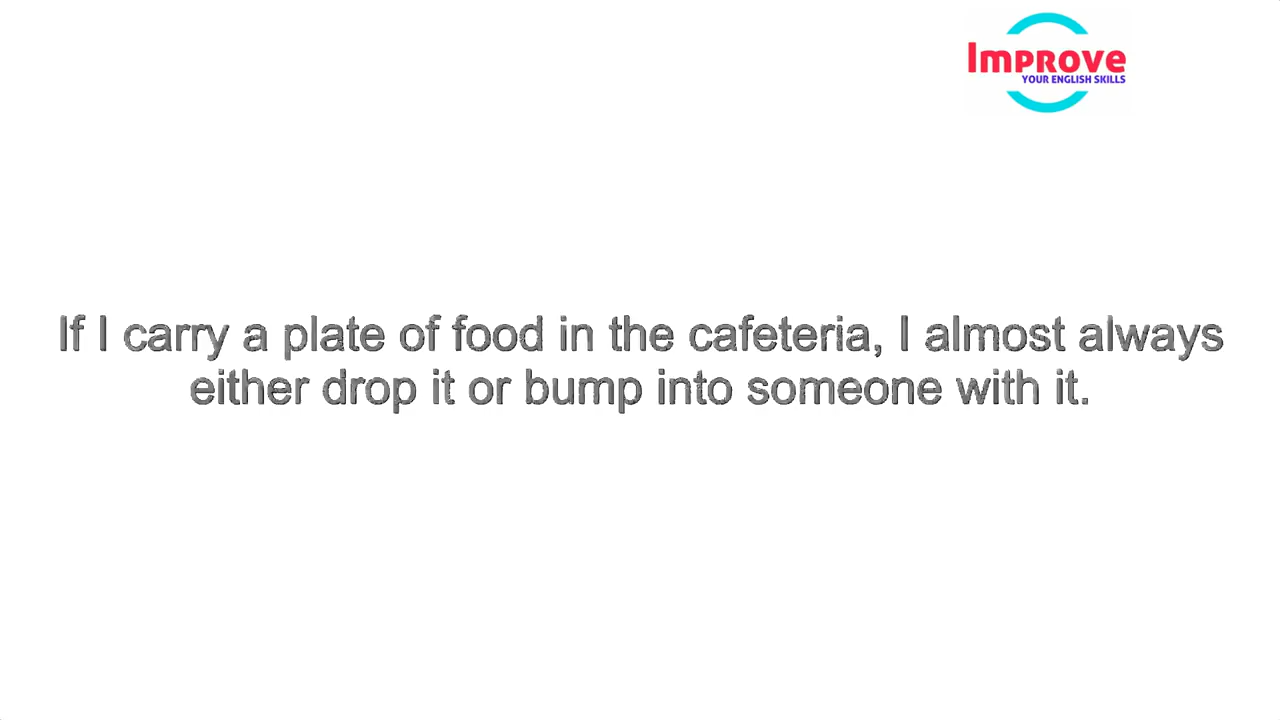 Improve
YOUR ENGLISH SKILLS
If I carry a plate of food in the cafeteria, I almost always
either drop it or bump into someone with it.